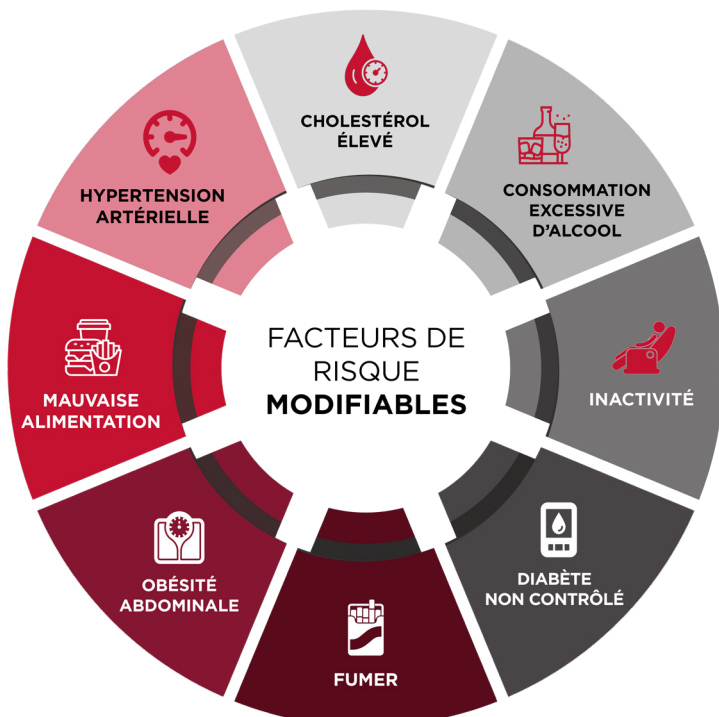 FACTEURS DE
RISQUE
MODIFIABLES
CHOLESTÉROL
ÉLEVÉ
CONSOMMATION
EXCESSIVE
D'ALCOOL
INACTIVITÉ
DIABÈTE
NON CONTRÔLÉ
FUMER
OBÉSITÉ
ABDOMINALE
MAUVAISE
ALIMENTATION
HYPERTENSION
ARTÉRIELLE